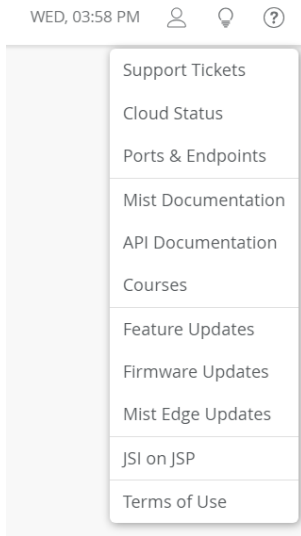 WED, 03:58 PM
Support Tickets
Cloud Status
Ports & Endpoints
Mist Documentation
API Documentation
Courses
Feature Updates
Firmware Updates
Mist Edge Updates
JSI on JSP
Terms of Use